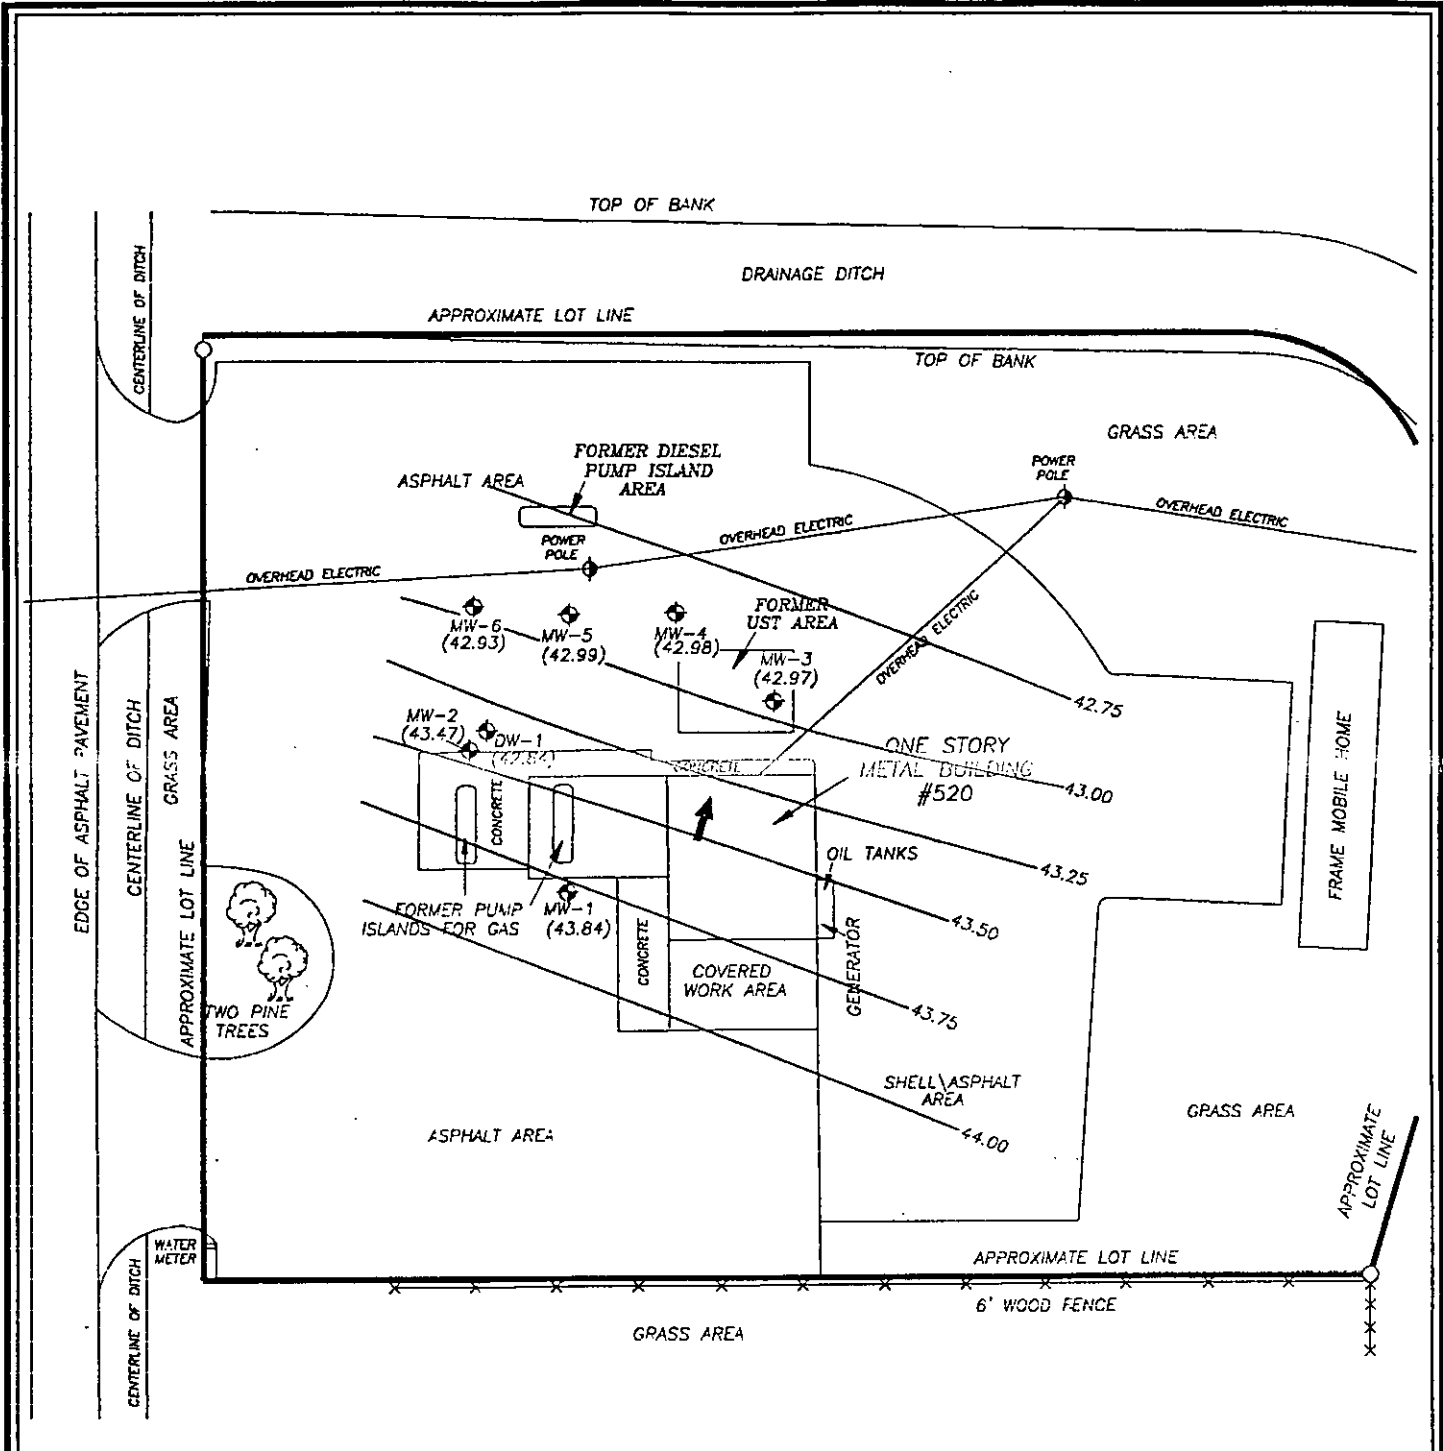 TOP OF BANK
DRAINAGE DITCH
CENTERLINE OF DITCH
APPROXIMATE LOT LINE
TOP OF BANK
GRASS AREA
FORMER DIESEL
PUMP ISLAND
AREA
ASPHALT AREA
POWER
POLE
OVERHEAD ELECTRIC
OVERHEAD ELECTRIC
POWER
POLE
OVERHEAD ELECTRIC
FORMER
UST AREA
OVERHEAD ELECTRIC
MW-6
(42.93)
MW-5
(42.99)
MW-4
(42.98)
MW-3
(42.97)
42.75
MW-2
(43.47)
DW-1
(42.84)
ONE STORY
METAL BUILDING
#520
CONCRETE
43.00
CONCRETE
EDGE OF ASPHALT PAVEMENT
CENTERLINE OF DITCH
GRASS AREA
APPROXIMATE LOT LINE
FRAME MOBILE HOME
OIL TANKS
43.25
FORMER PUMP
ISLANDS FOR GAS
MW-1
(43.84)
43.50
CONCRETE
COVERED
WORK AREA
GENERATOR
43.75
TWO PINE
TREES
SHELL\ASPHALT
AREA
44.00
ASPHALT AREA
GRASS AREA
APPROXIMATE
LOT LINE
WATER
METER
APPROXIMATE LOT LINE
6' WOOD FENCE
CENTERLINE OF DITCH
GRASS AREA